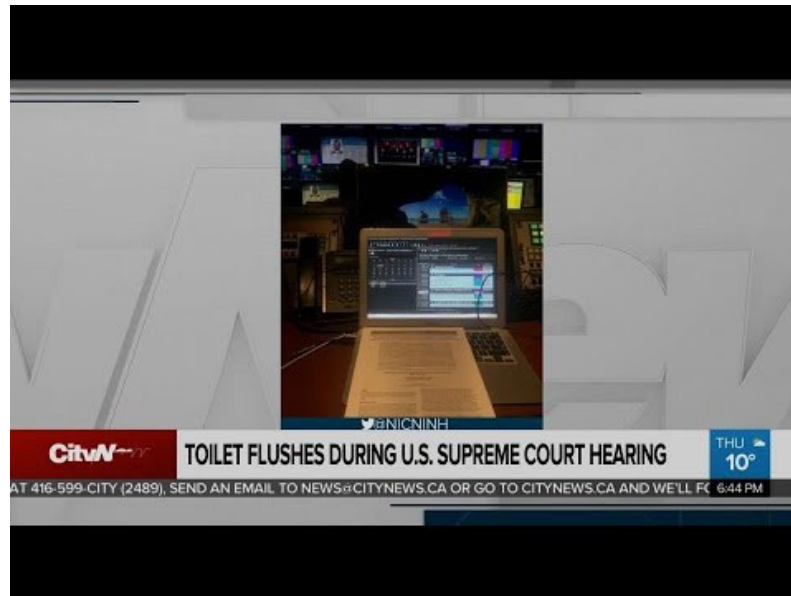 @NICNINH
CityN
TOILET FLUSHES DURING U.S. SUPREME COURT HEARING
THU
10°
AT 416-599-CITY (2489), SEND AN EMAIL TO NEWS@CITYNEWS.CA OR GO TO CITYNEWS.CA AND WE'LL FO
6:44 PM